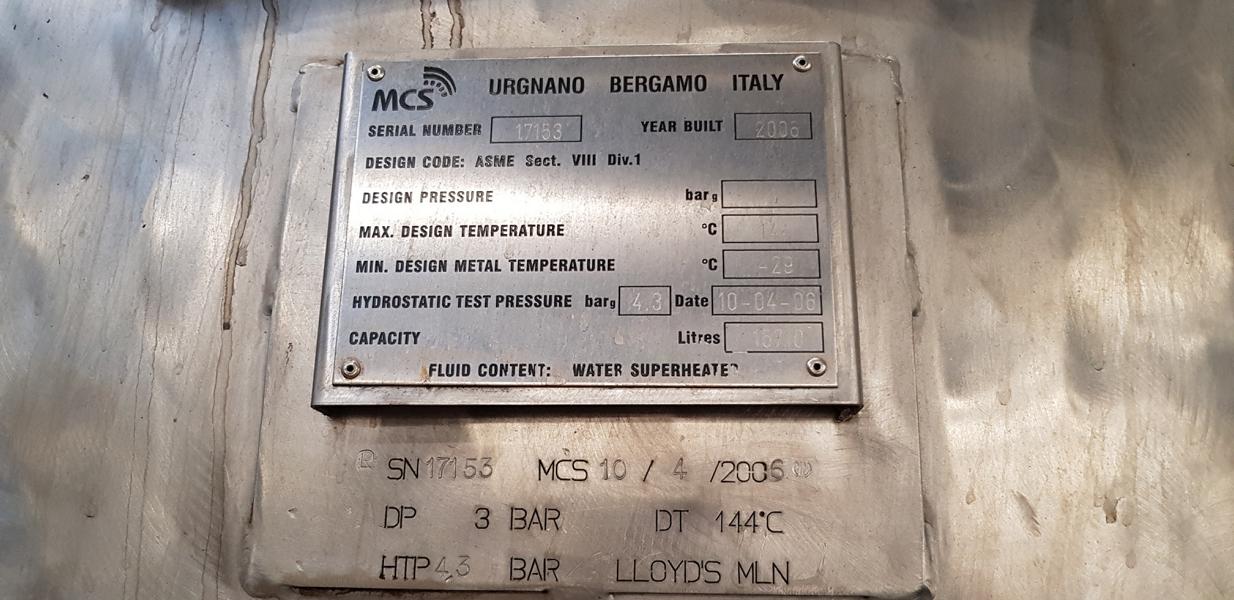 MCS URGNANO BERGAMO ITALY
SERIAL NUMBER 17153 YEAR BUILT 2006
DESIGN CODE: ASME Sect. VIII Div.1
DESIGN PRESSURE bar g
MAX. DESIGN TEMPERATURE °C
MIN. DESIGN METAL TEMPERATURE °C -29
HYDROSTATIC TEST PRESSURE bar g 4.3 Date 10-04-06
CAPACITY Litres
FLUID CONTENT: WATER SUPERHEATE
SN 17153 MCS 10 / 4 /2006
DP 3 BAR DT 144°C
HTP 4,3 BAR LLOYD'S MLN